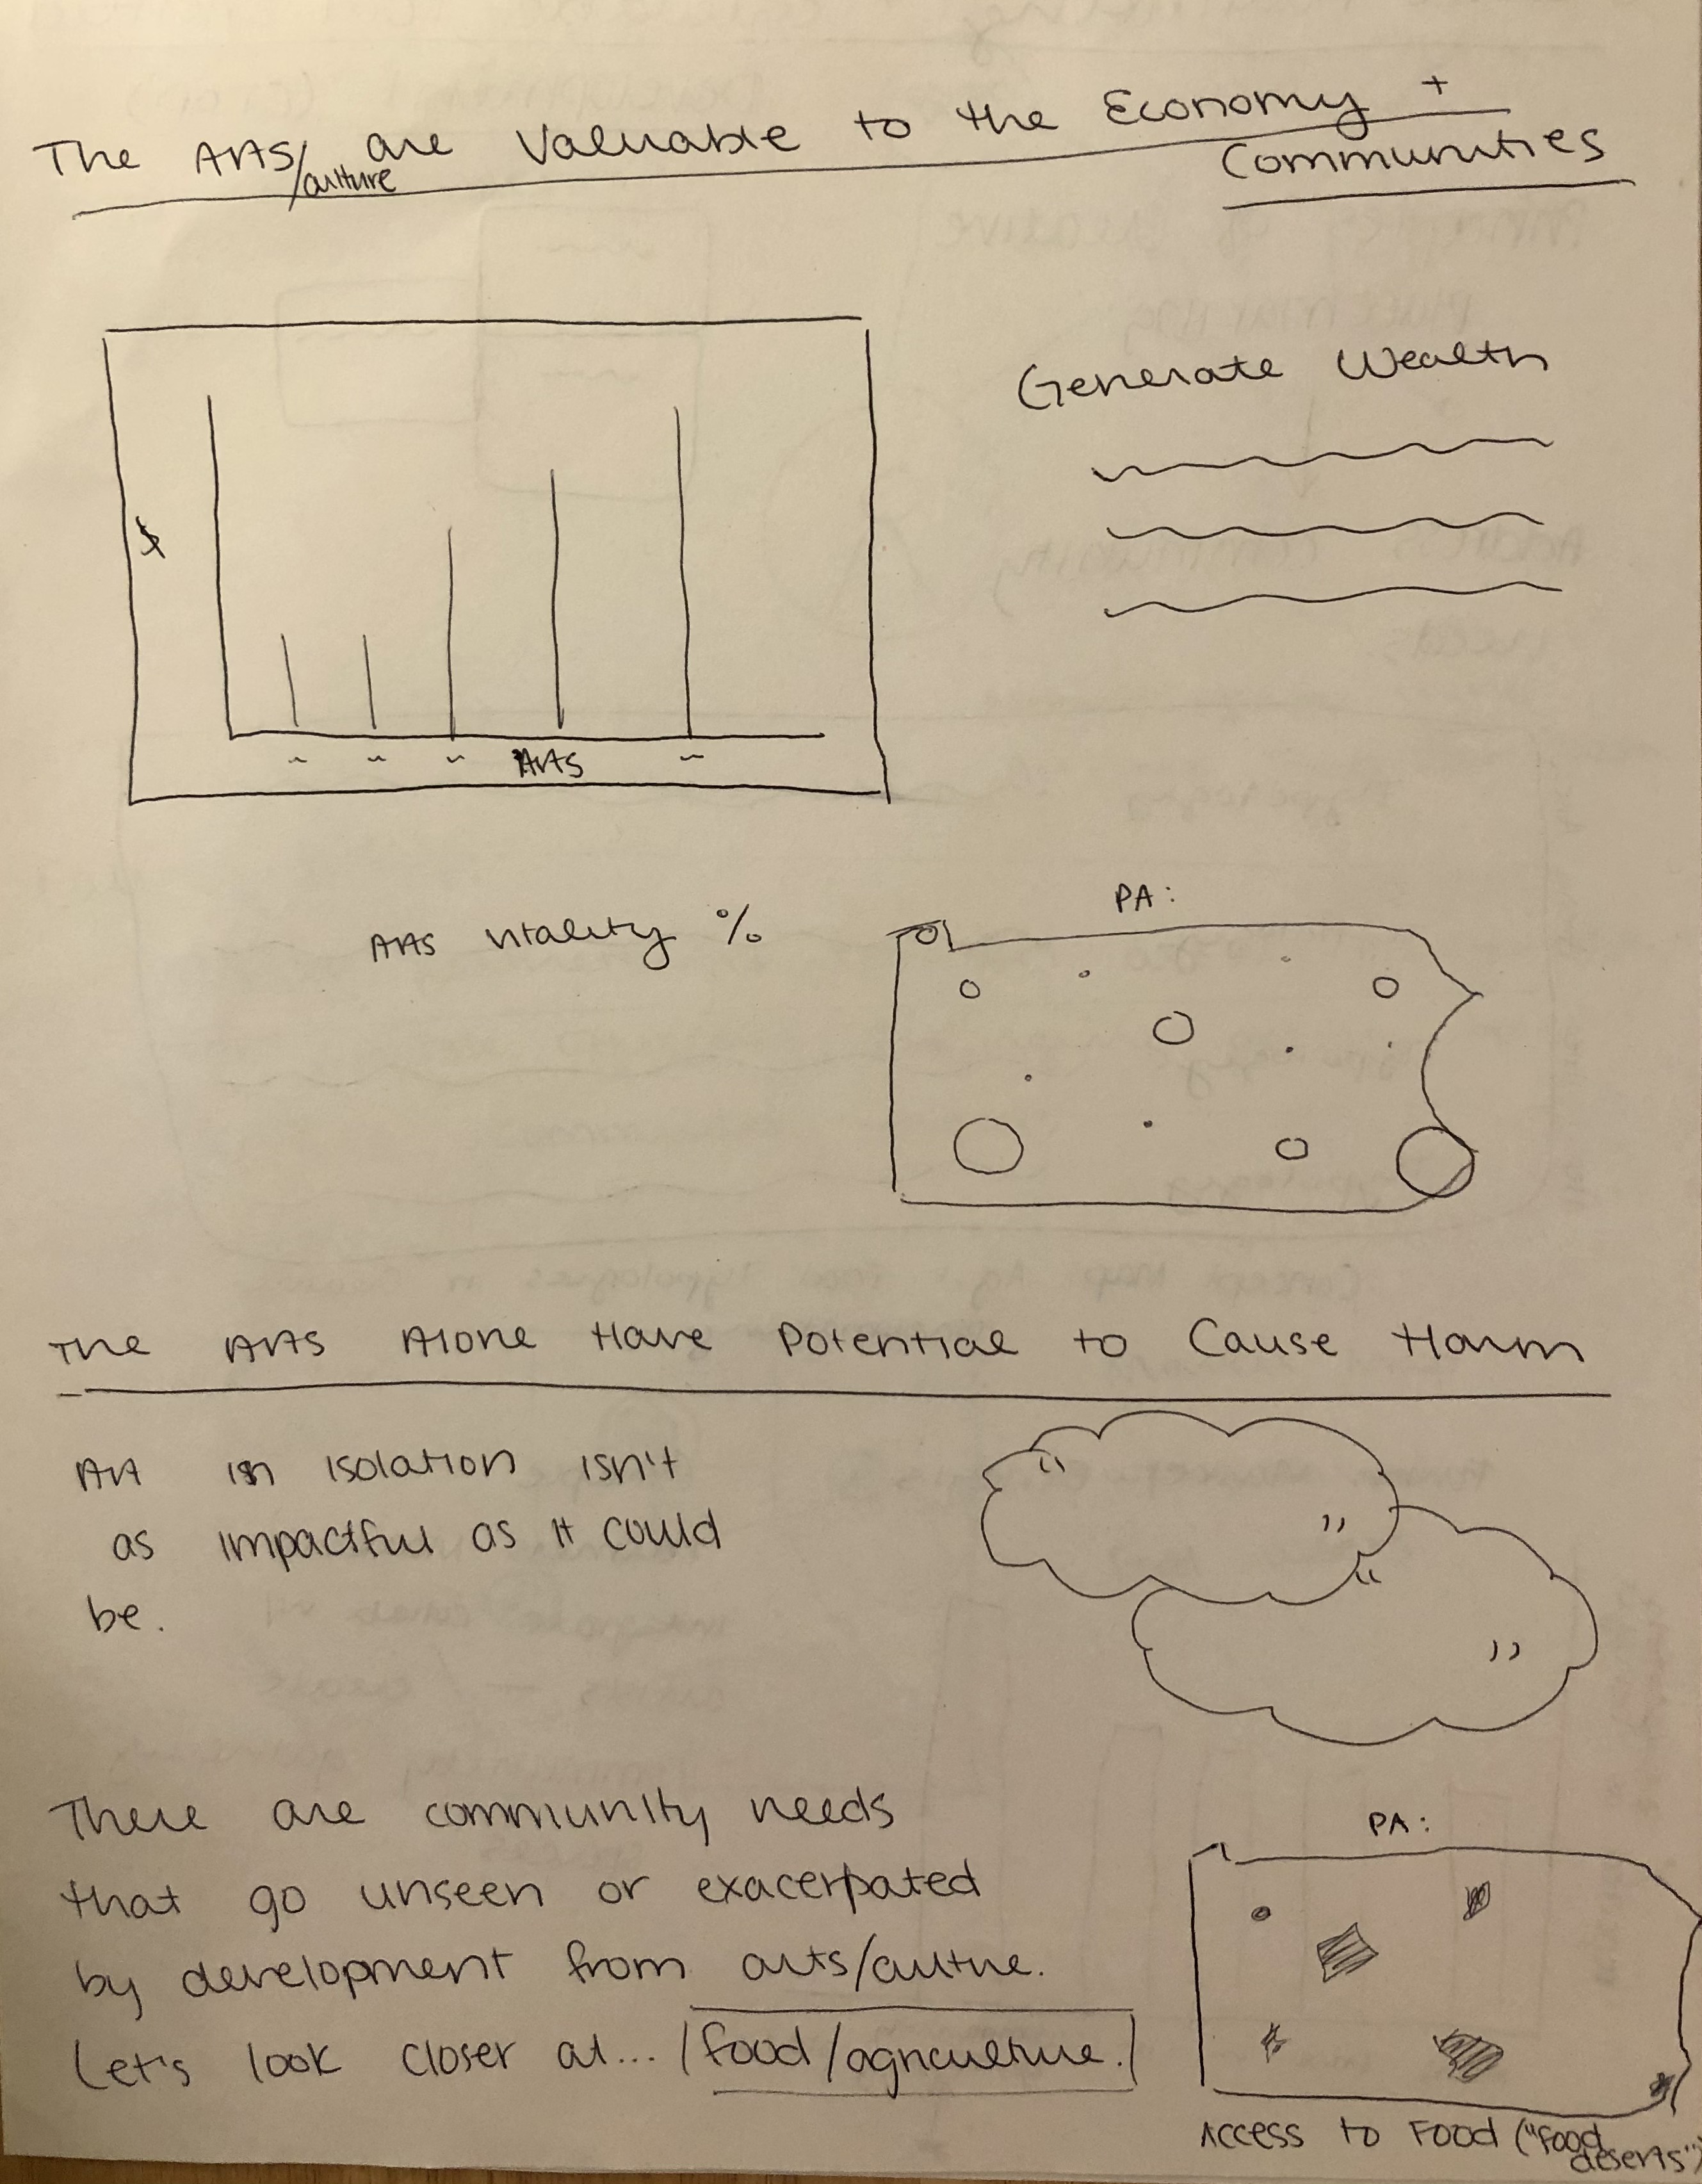 The Arts/culture are Valuable to the Economy +
Communities
Generate Wealth
$
Arts
Arts vitality %
PA:
The Arts Alone Have Potential to Cause Harm
Art in isolation isn't
as impactful as it could
be.
“ ”
“ ”
There are community needs
that go unseen or exacerpated
by development from arts/culture.
Let's look closer at... food/agriculture.
PA:
Access to Food ("food
deserts")